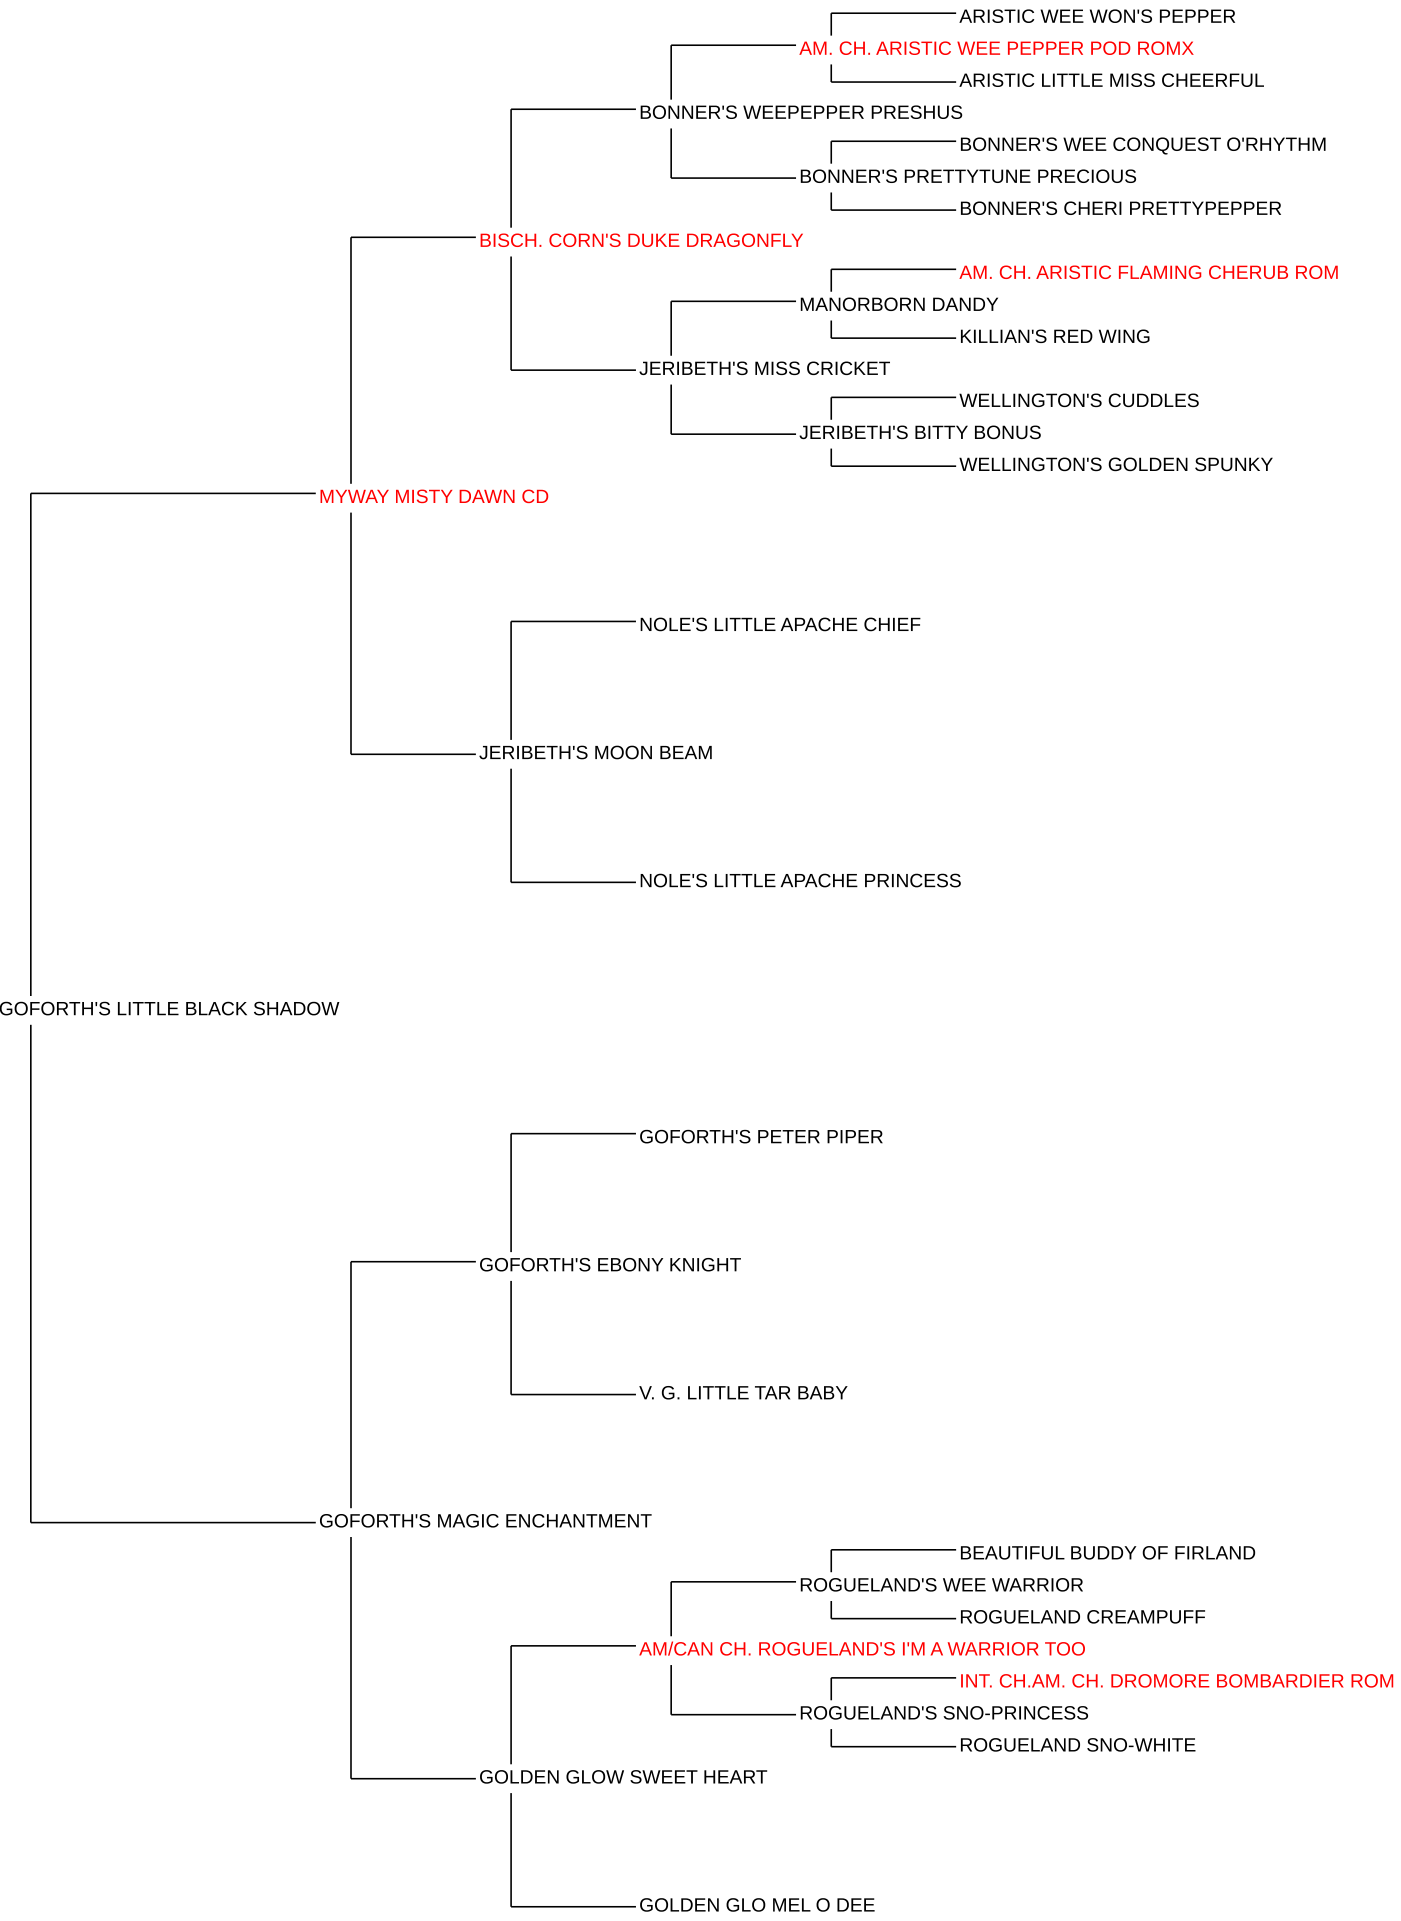 ARISTIC WEE WON'S PEPPER
AM. CH. ARISTIC WEE PEPPER POD ROMX
ARISTIC LITTLE MISS CHEERFUL
BONNER'S WEEPEPPER PRESHUS
BONNER'S WEE CONQUEST O'RHYTHM
BONNER'S PRETTYTUNE PRECIOUS
BONNER'S CHERI PRETTYPEPPER
BISCH. CORN'S DUKE DRAGONFLY
AM. CH. ARISTIC FLAMING CHERUB ROM
MANORBORN DANDY
KILLIAN'S RED WING
JERIBETH'S MISS CRICKET
WELLINGTON'S CUDDLES
JERIBETH'S BITTY BONUS
WELLINGTON'S GOLDEN SPUNKY
MYWAY MISTY DAWN CD
NOLE'S LITTLE APACHE CHIEF
JERIBETH'S MOON BEAM
NOLE'S LITTLE APACHE PRINCESS
GOFORTH'S LITTLE BLACK SHADOW
GOFORTH'S PETER PIPER
GOFORTH'S EBONY KNIGHT
V. G. LITTLE TAR BABY
GOFORTH'S MAGIC ENCHANTMENT
BEAUTIFUL BUDDY OF FIRLAND
ROGUELAND'S WEE WARRIOR
ROGUELAND CREAMPUFF
AM/CAN CH. ROGUELAND'S I'M A WARRIOR TOO
INT. CH.AM. CH. DROMORE BOMBARDIER ROM
ROGUELAND'S SNO-PRINCESS
ROGUELAND SNO-WHITE
GOLDEN GLOW SWEET HEART
GOLDEN GLO MEL O DEE